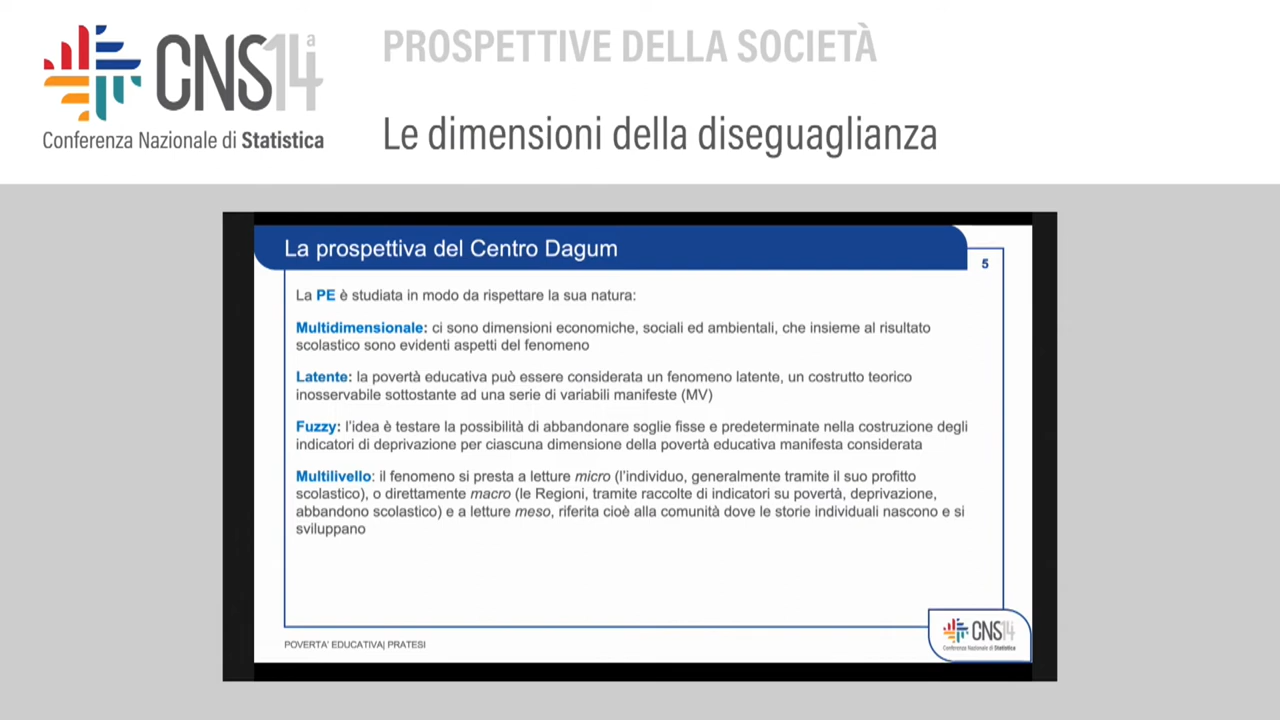 CNS14ª
Conferenza Nazionale di Statistica
PROSPETTIVE DELLA SOCIETÀ
Le dimensioni della diseguaglianza
La prospettiva del Centro Dagum
5
La PE è studiata in modo da rispettare la sua natura:
Multidimensionale: ci sono dimensioni economiche, sociali ed ambientali, che insieme al risultato
scolastico sono evidenti aspetti del fenomeno
Latente: la povertà educativa può essere considerata un fenomeno latente, un costrutto teorico
inosservabile sottostante ad una serie di variabili manifeste (MV)
Fuzzy: l’idea è testare la possibilità di abbandonare soglie fisse e predeterminate nella costruzione degli
indicatori di deprivazione per ciascuna dimensione della povertà educativa manifesta considerata
Multilivello: il fenomeno si presta a letture micro (l’individuo, generalmente tramite il suo profitto
scolastico), o direttamente macro (le Regioni, tramite raccolte di indicatori su povertà, deprivazione,
abbandono scolastico) e a letture meso, riferita cioè alla comunità dove le storie individuali nascono e si
sviluppano
POVERTA' EDUCATIVA| PRATESI
CNS14
Conferenza Nazionale di Statistica